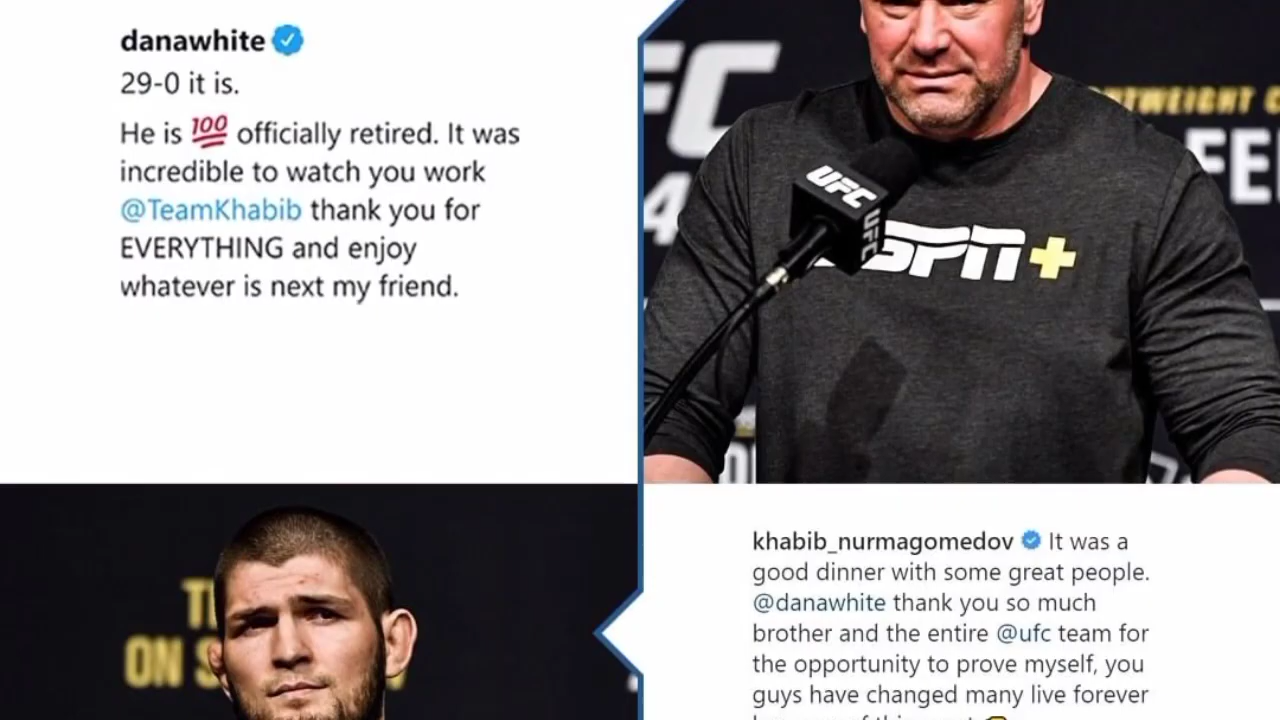 danawhite
29-0 it is.
He is 💯 officially retired. It was
incredible to watch you work
@TeamKhabib thank you for
EVERYTHING and enjoy
whatever is next my friend.
UFC
UFC
ESPN+
khabib_nurmagomedov It was a
good dinner with some great people.
@danawhite thank you so much
brother and the entire @ufc team for
the opportunity to prove myself, you
guys have changed many live forever